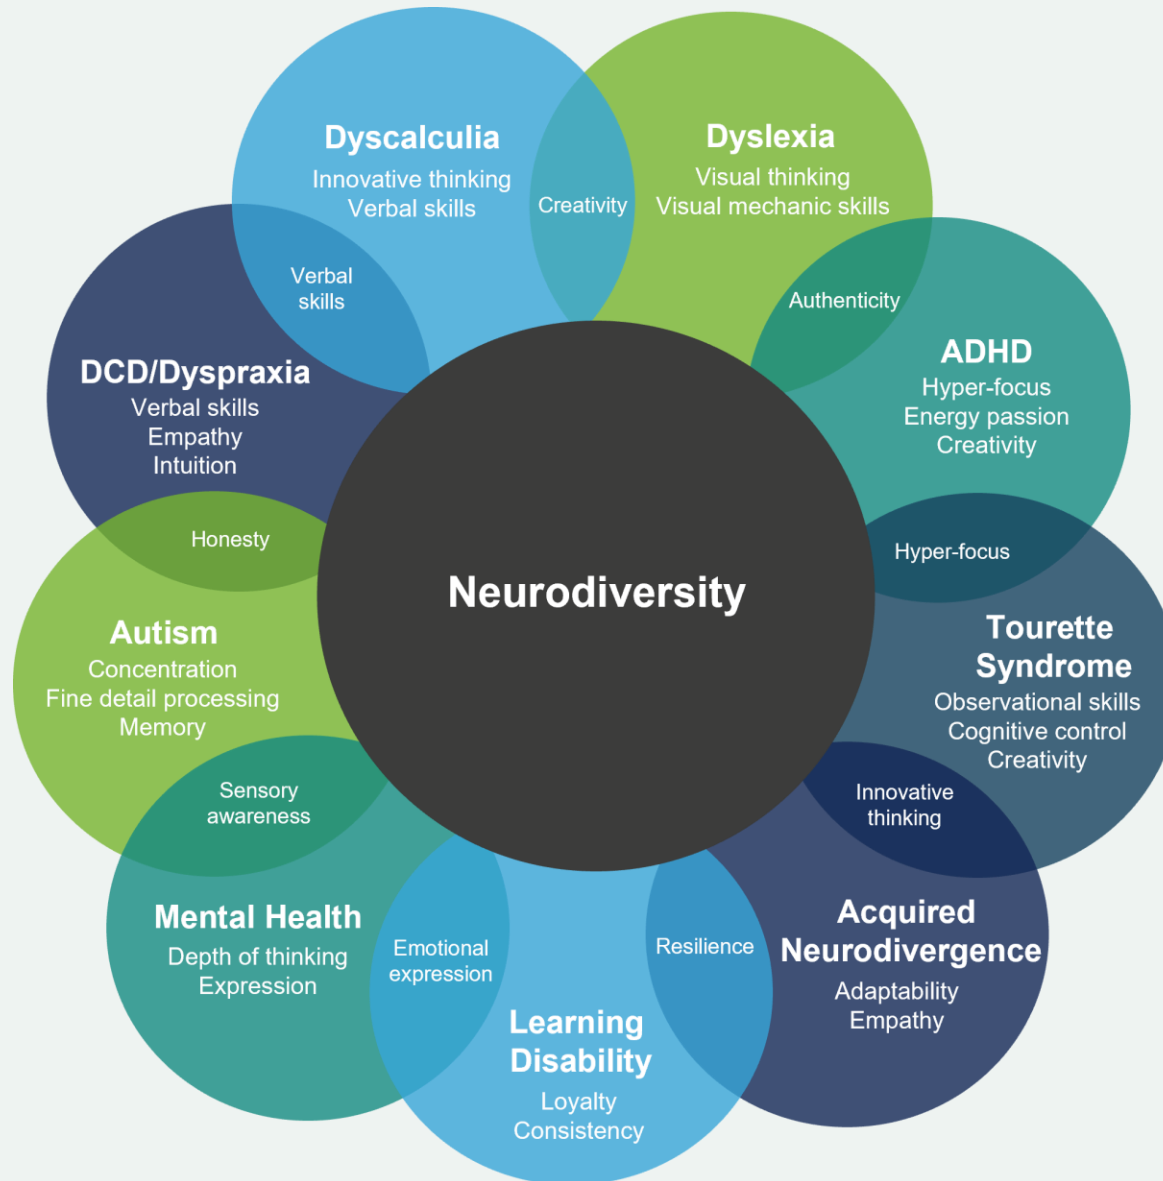 Dyscalculia
Innovative thinking
Verbal skills
Creativity
Dyslexia
Visual thinking
Visual mechanic skills
Authenticity
ADHD
Hyper-focus
Energy passion
Creativity
Hyper-focus
Tourette
Syndrome
Observational skills
Cognitive control
Creativity
Innovative
thinking
Acquired
Neurodivergence
Adaptability
Empathy
Resilience
Learning
Disability
Loyalty
Consistency
Emotional
expression
Mental Health
Depth of thinking
Expression
Sensory
awareness
Autism
Concentration
Fine detail processing
Memory
Honesty
DCD/Dyspraxia
Verbal skills
Empathy
Intuition
Verbal
skills
Neurodiversity